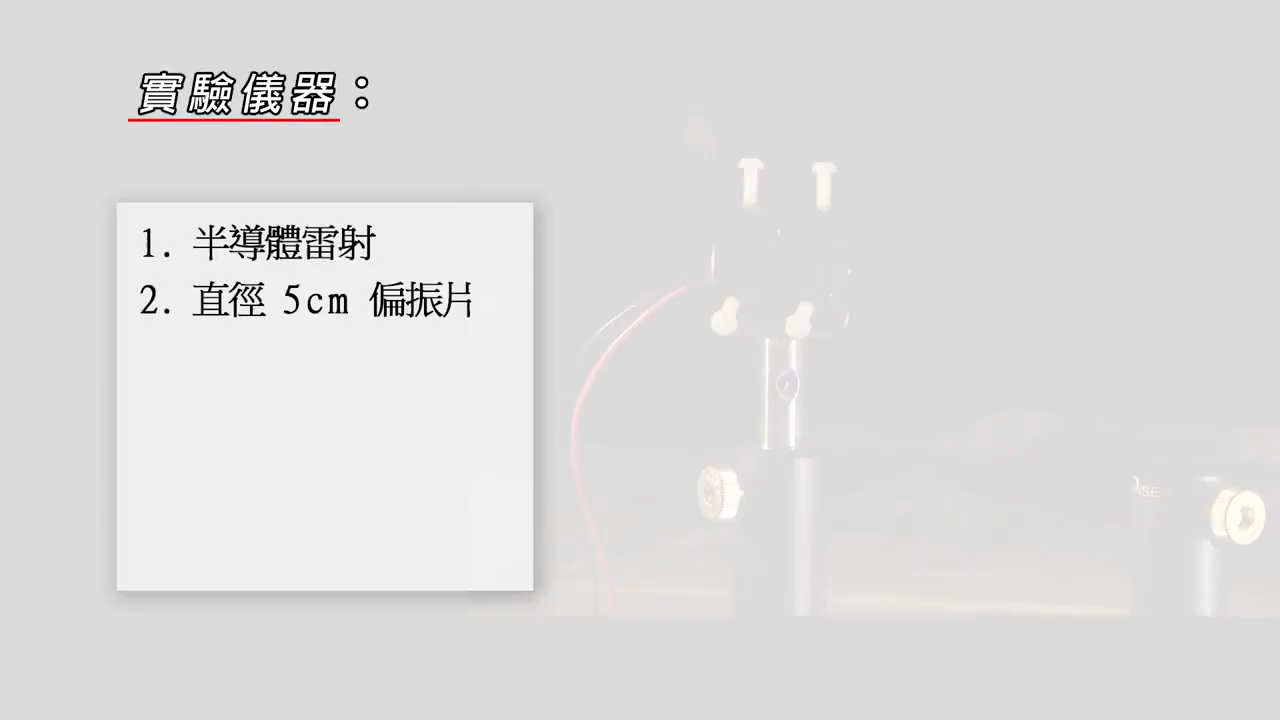 實驗儀器：
1. 半導體雷射
2. 直徑 5cm 偏振片